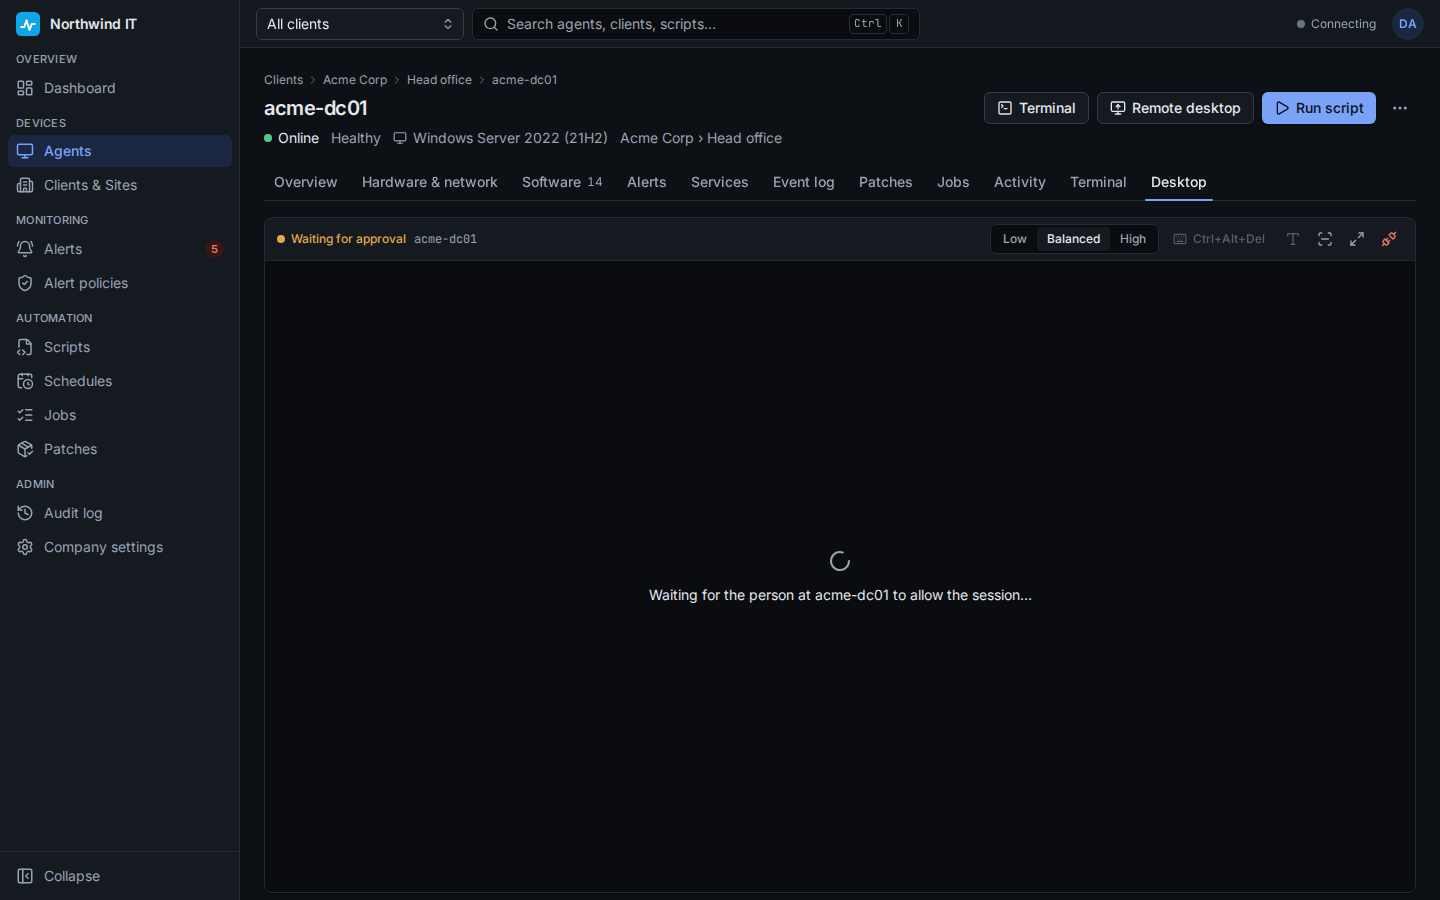 Northwind IT
All clients
Search agents, clients, scripts...
Ctrl K
Connecting
DA
OVERVIEW
Dashboard
DEVICES
Agents
Clients & Sites
MONITORING
Alerts 5
Alert policies
AUTOMATION
Scripts
Schedules
Jobs
Patches
ADMIN
Audit log
Company settings
Collapse
Clients › Acme Corp › Head office › acme-dc01
acme-dc01
Terminal
Remote desktop
Run script
Online Healthy Windows Server 2022 (21H2) Acme Corp › Head office
Overview Hardware & network Software 14 Alerts Services Event log Patches Jobs Activity Terminal Desktop
Waiting for approval acme-dc01
Low Balanced High
Ctrl+Alt+Del
Waiting for the person at acme-dc01 to allow the session...